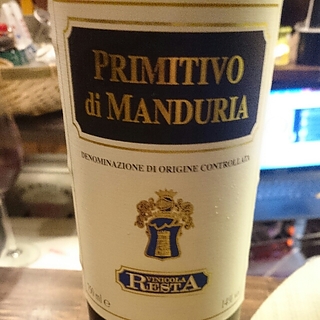 PRIMITIVO
di MANDURIA
DENOMINAZIONE DI ORIGINE CONTROLLATA
VINICOLA
RESTA